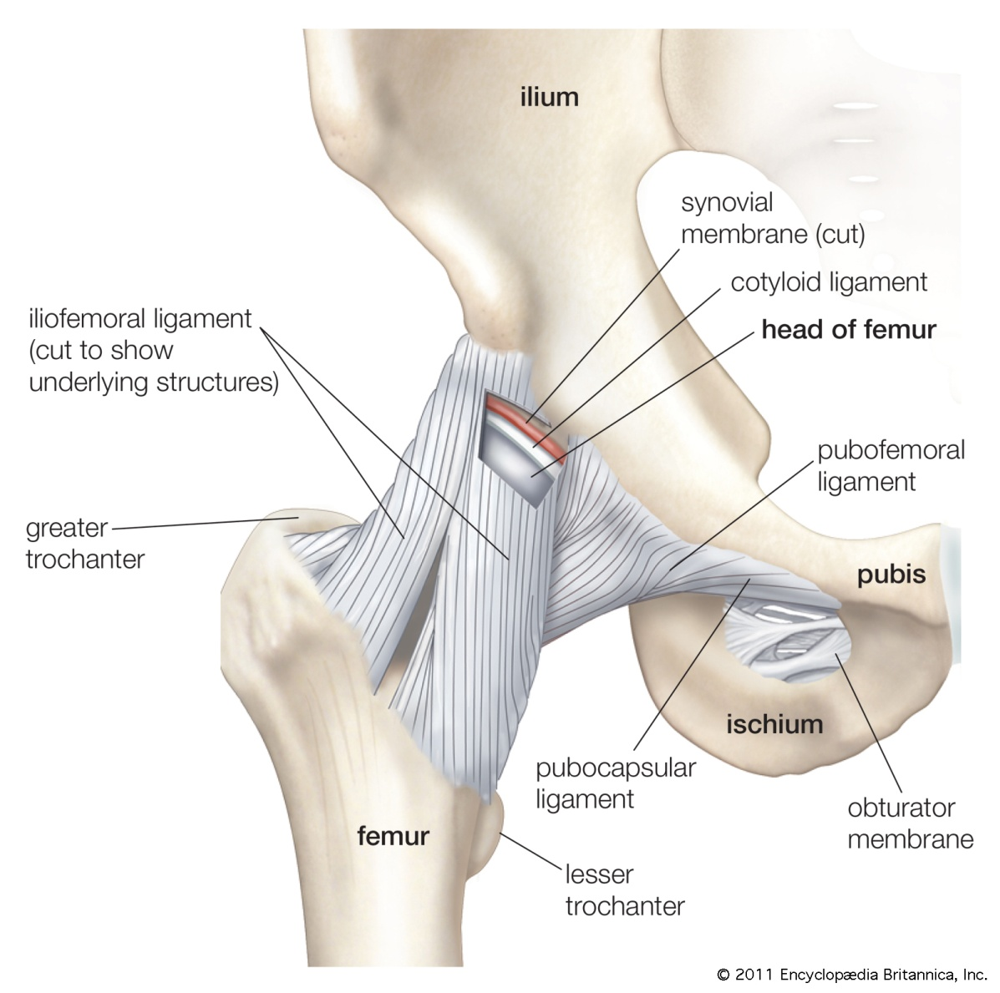 ilium
synovial
membrane (cut)
cotyloid ligament
head of femur
iliofemoral ligament
(cut to show
underlying structures)
pubofemoral
ligament
greater
trochanter
pubis
ischium
pubocapsular
ligament
obturator
membrane
femur
lesser
trochanter
© 2011 Encyclopædia Britannica, Inc.